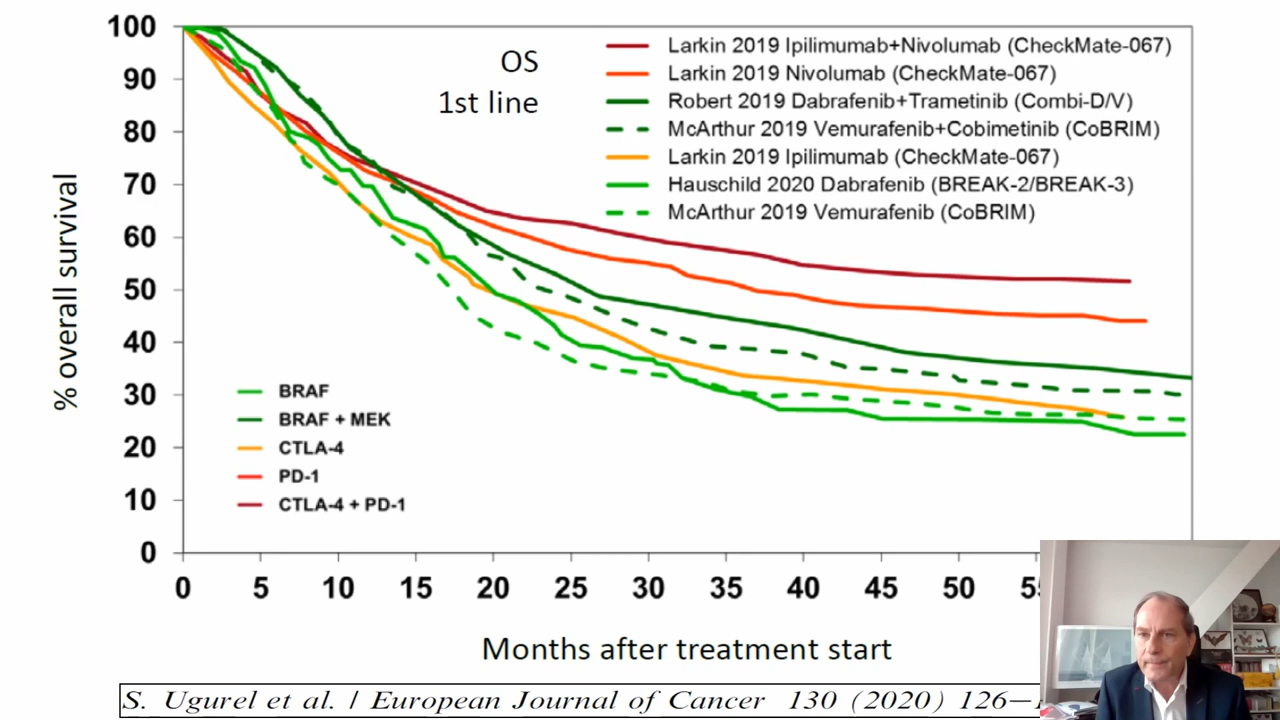 100
90
80
70
60
50
40
30
20
10
0
% overall survival
OS
1st line
Larkin 2019 Ipilimumab+Nivolumab (CheckMate-067)
Larkin 2019 Nivolumab (CheckMate-067)
Robert 2019 Dabrafenib+Trametinib (Combi-D/V)
McArthur 2019 Vemurafenib+Cobimetinib (CoBRIM)
Larkin 2019 Ipilimumab (CheckMate-067)
Hauschild 2020 Dabrafenib (BREAK-2/BREAK-3)
McArthur 2019 Vemurafenib (CoBRIM)
BRAF
BRAF + MEK
CTLA-4
PD-1
CTLA-4 + PD-1
0 5 10 15 20 25 30 35 40 45 50
Months after treatment start
S. Ugurel et al. / European Journal of Cancer 130 (2020) 126–